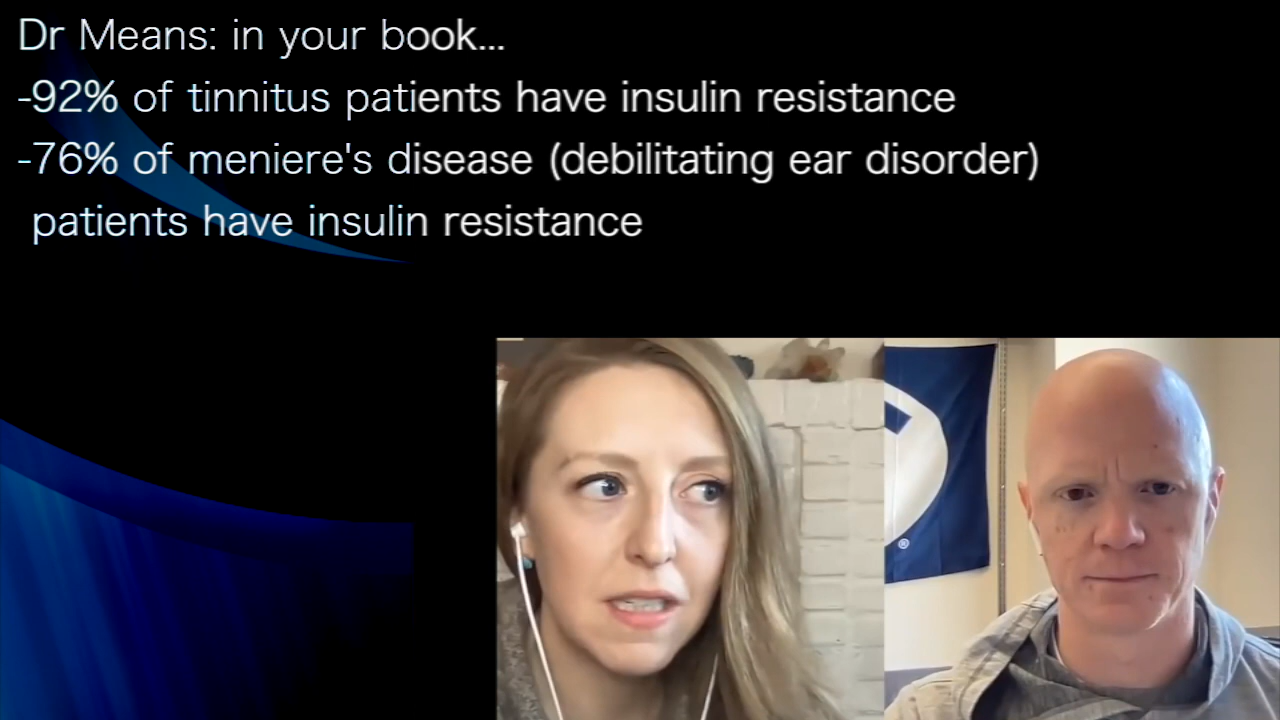 Dr Means: in your book...
-92% of tinnitus patients have insulin resistance
-76% of meniere's disease (debilitating ear disorder)
patients have insulin resistance
®